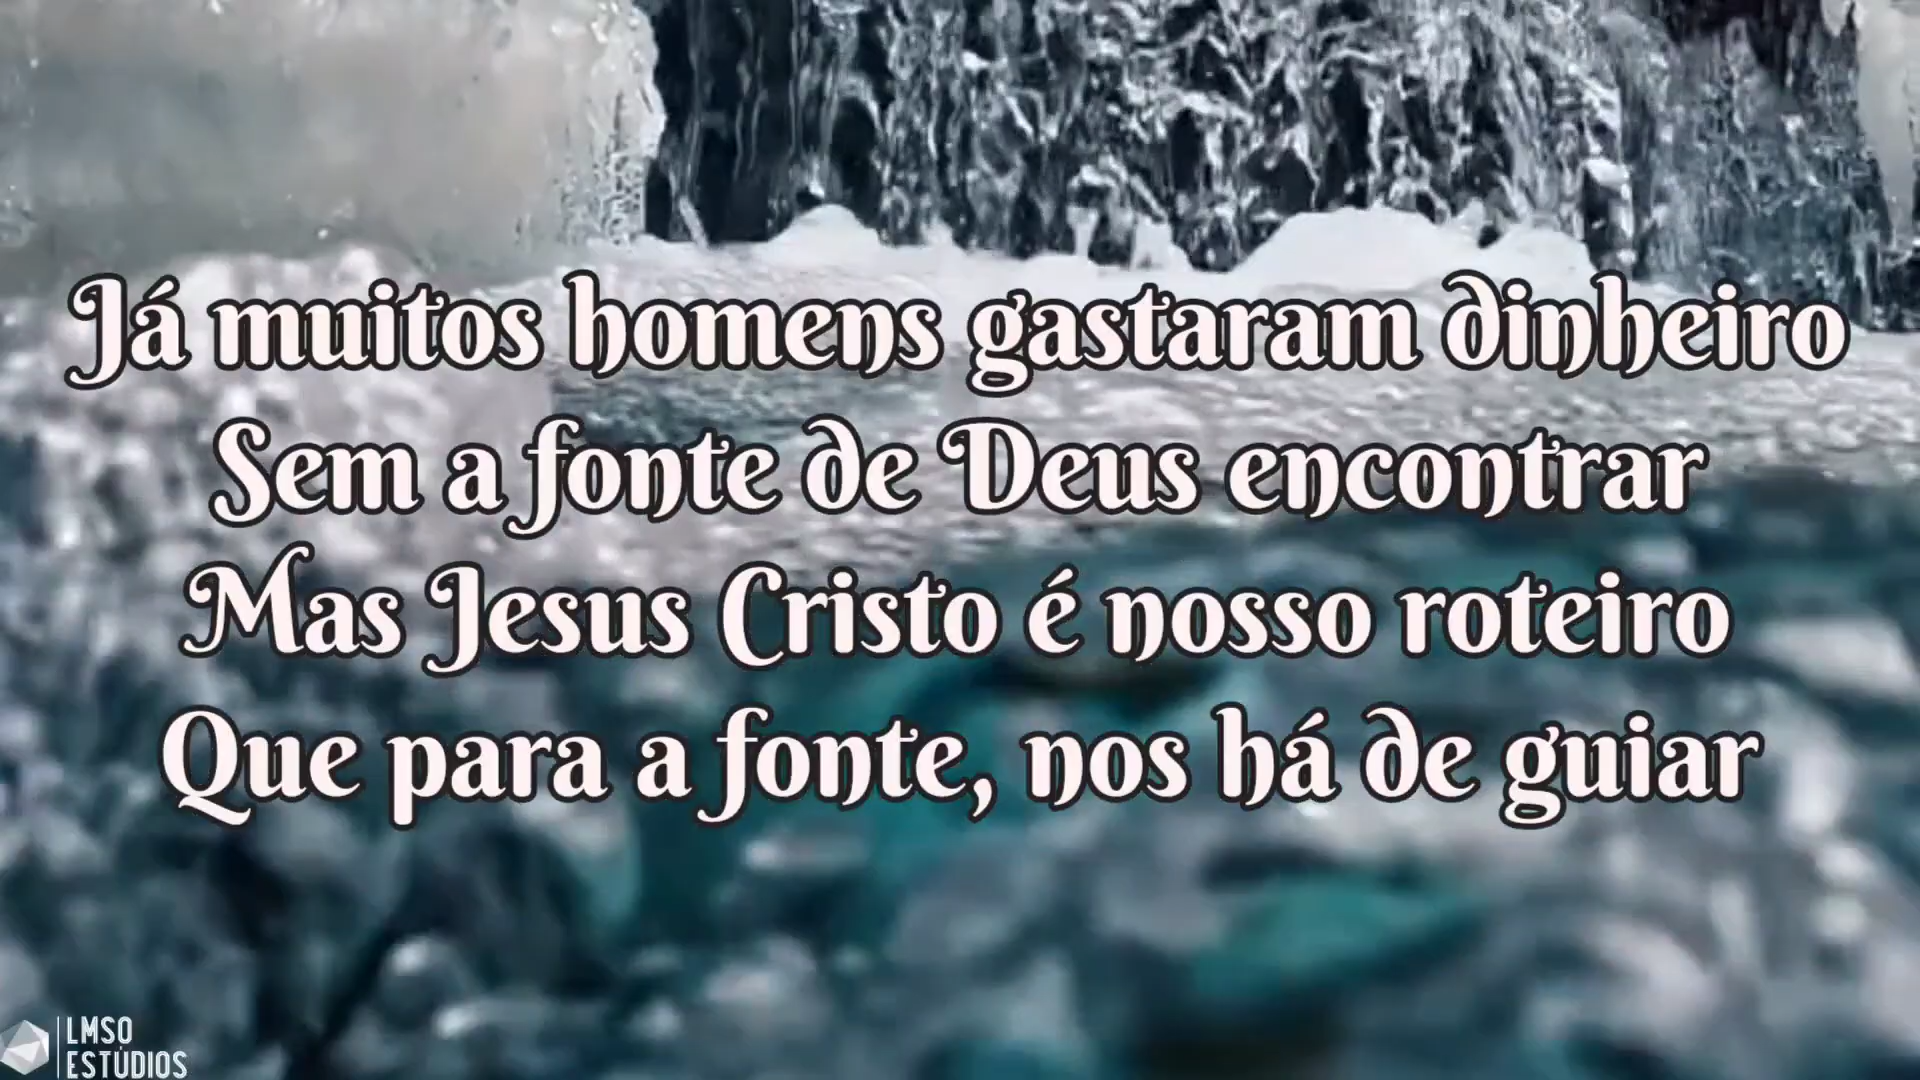 Já muitos homens gastaram dinheiro
Sem a fonte de Deus encontrar
Mas Jesus Cristo é nosso roteiro
Que para a fonte, nos há de guiar
LMSO
ESTÚDIOS